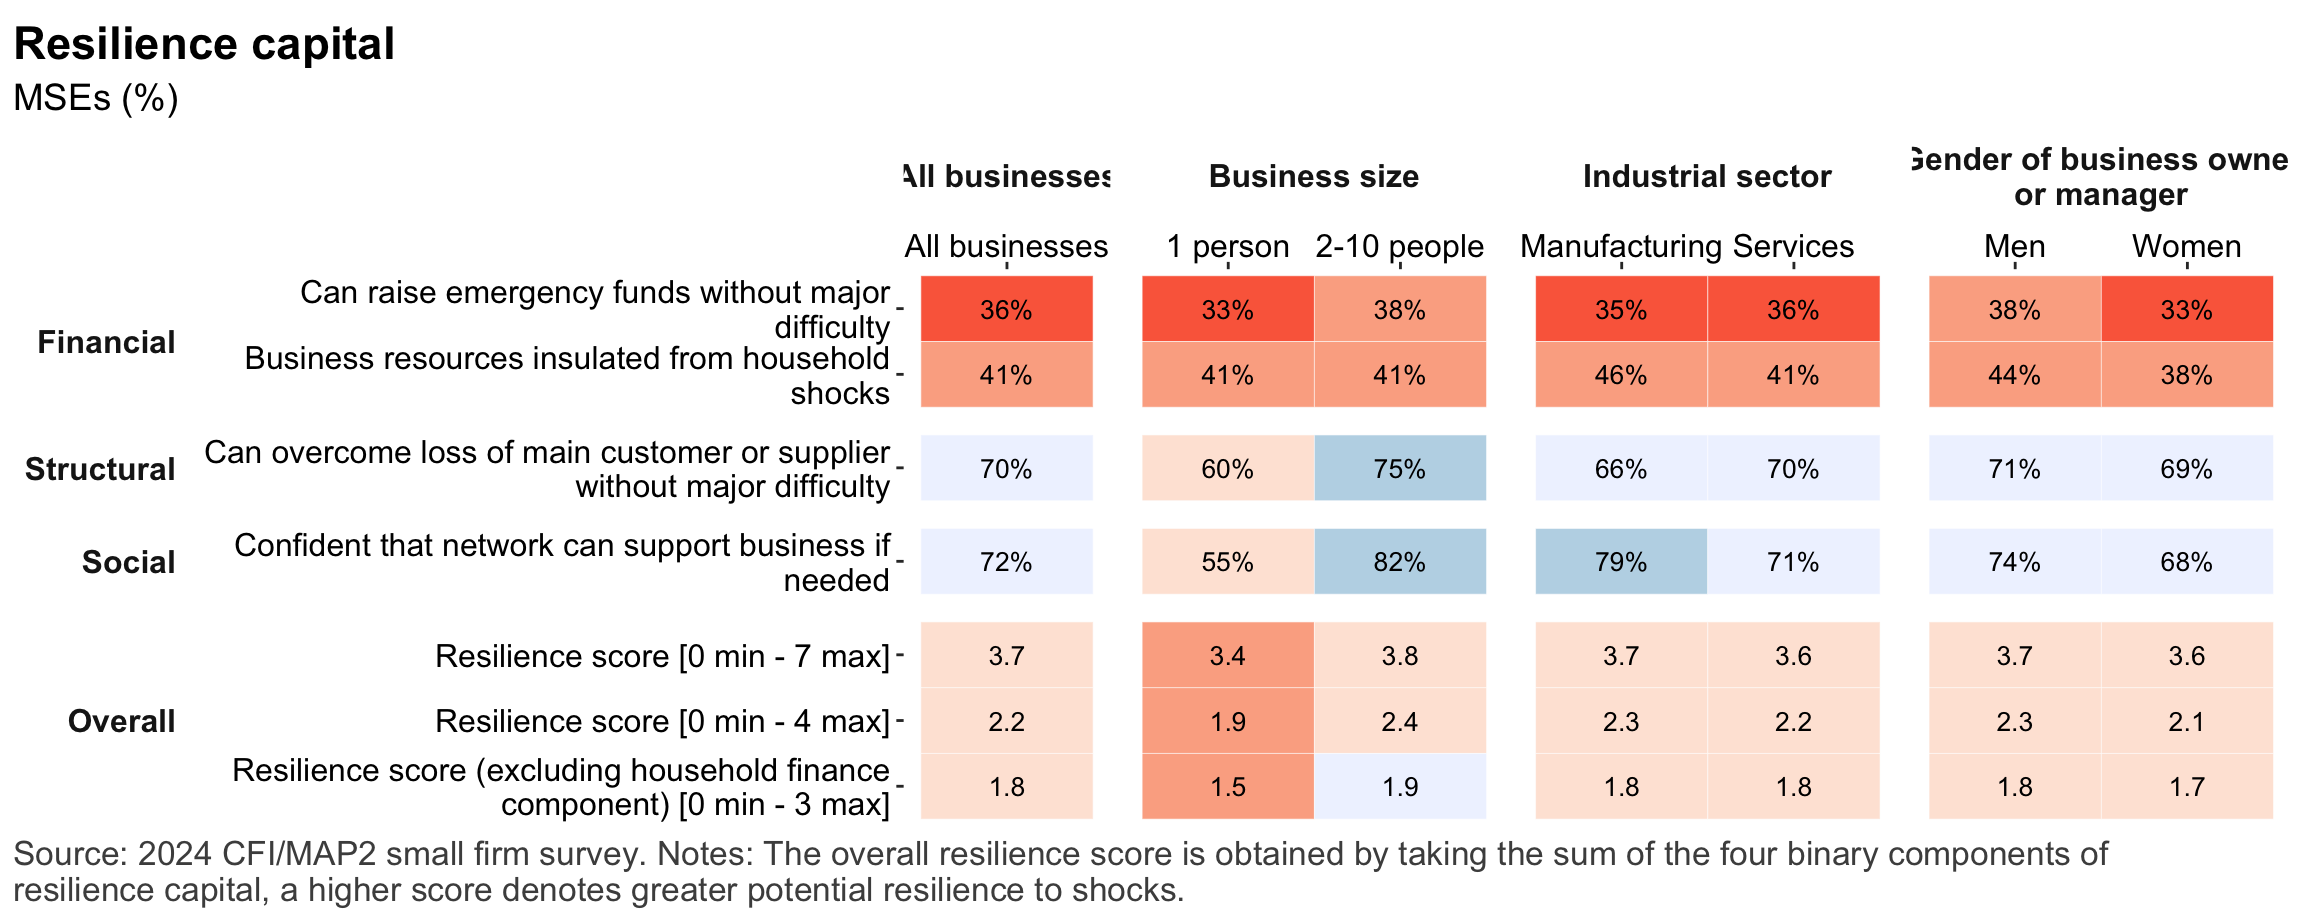 Resilience capital
MSEs (%)
All businesses
Business size
Industrial sector
Gender of business owne
or manager
All businesses
1 person
2-10 people
Manufacturing
Services
Men
Women
Financial
Can raise emergency funds without major
difficulty
36%
33%
38%
35%
36%
38%
33%
Business resources insulated from household
shocks
41%
41%
41%
46%
41%
44%
38%
Structural
Can overcome loss of main customer or supplier
without major difficulty
70%
60%
75%
66%
70%
71%
69%
Social
Confident that network can support business if
needed
72%
55%
82%
79%
71%
74%
68%
Overall
Resilience score [0 min - 7 max]
3.7
3.4
3.8
3.7
3.6
3.7
3.6
Resilience score [0 min - 4 max]
2.2
1.9
2.4
2.3
2.2
2.3
2.1
Resilience score (excluding household finance
component) [0 min - 3 max]
1.8
1.5
1.9
1.8
1.8
1.8
1.7
Source: 2024 CFI/MAP2 small firm survey. Notes: The overall resilience score is obtained by taking the sum of the four binary components of
resilience capital, a higher score denotes greater potential resilience to shocks.